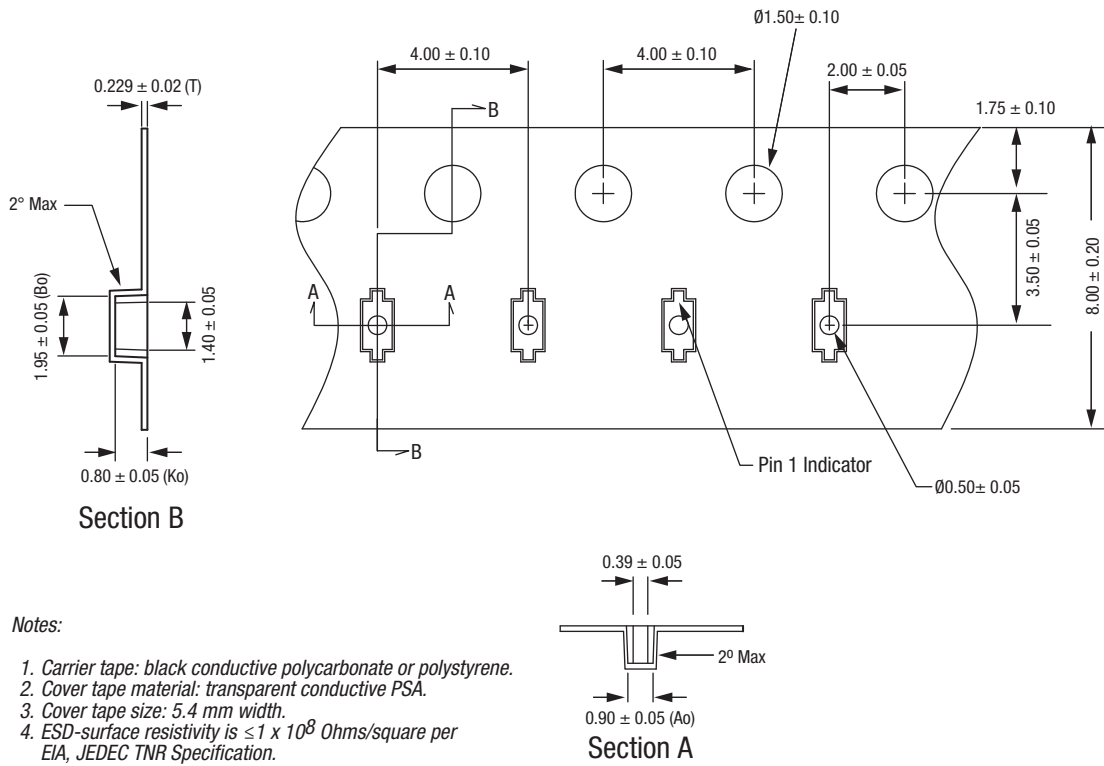 Ø1.50± 0.10
4.00 ± 0.10
4.00 ± 0.10
2.00 ± 0.05
0.229 ± 0.02 (T)
1.75 ± 0.10
B
2° Max
A
A
1.95 ± 0.05 (Bo)
1.40 ± 0.05
3.50 ± 0.05
8.00 ± 0.20
B
0.80 ± 0.05 (Ko)
Pin 1 Indicator
Ø0.50± 0.05
Section B
0.39 ± 0.05
2º Max
0.90 ± 0.05 (Ao)
Section A
Notes:
1. Carrier tape: black conductive polycarbonate or polystyrene.
2. Cover tape material: transparent conductive PSA.
3. Cover tape size: 5.4 mm width.
4. ESD-surface resistivity is ≤1 x 10⁸ Ohms/square per
EIA, JEDEC TNR Specification.